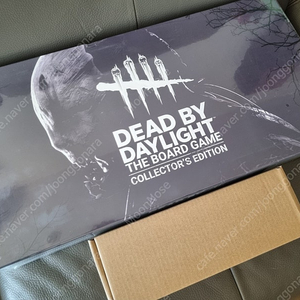 DEAD BY
DAYLIGHT
THE BOARD GAME
COLLECTOR'S EDITION